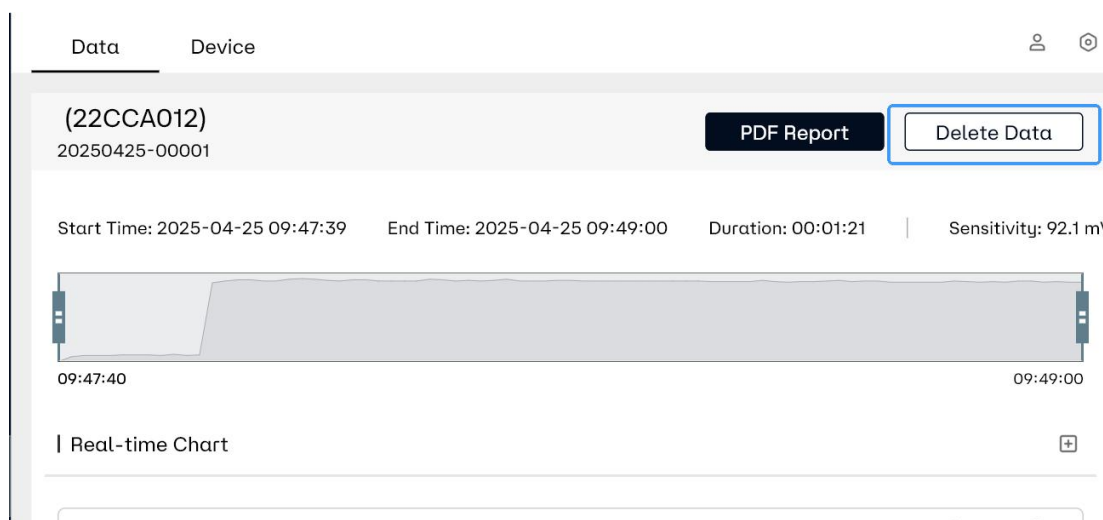 Data Device
(22CCA012)
20250425-00001
PDF Report Delete Data
Start Time: 2025-04-25 09:47:39 End Time: 2025-04-25 09:49:00 Duration: 00:01:21 | Sensitivity: 92.1
09:47:40 09:49:00
Real-time Chart